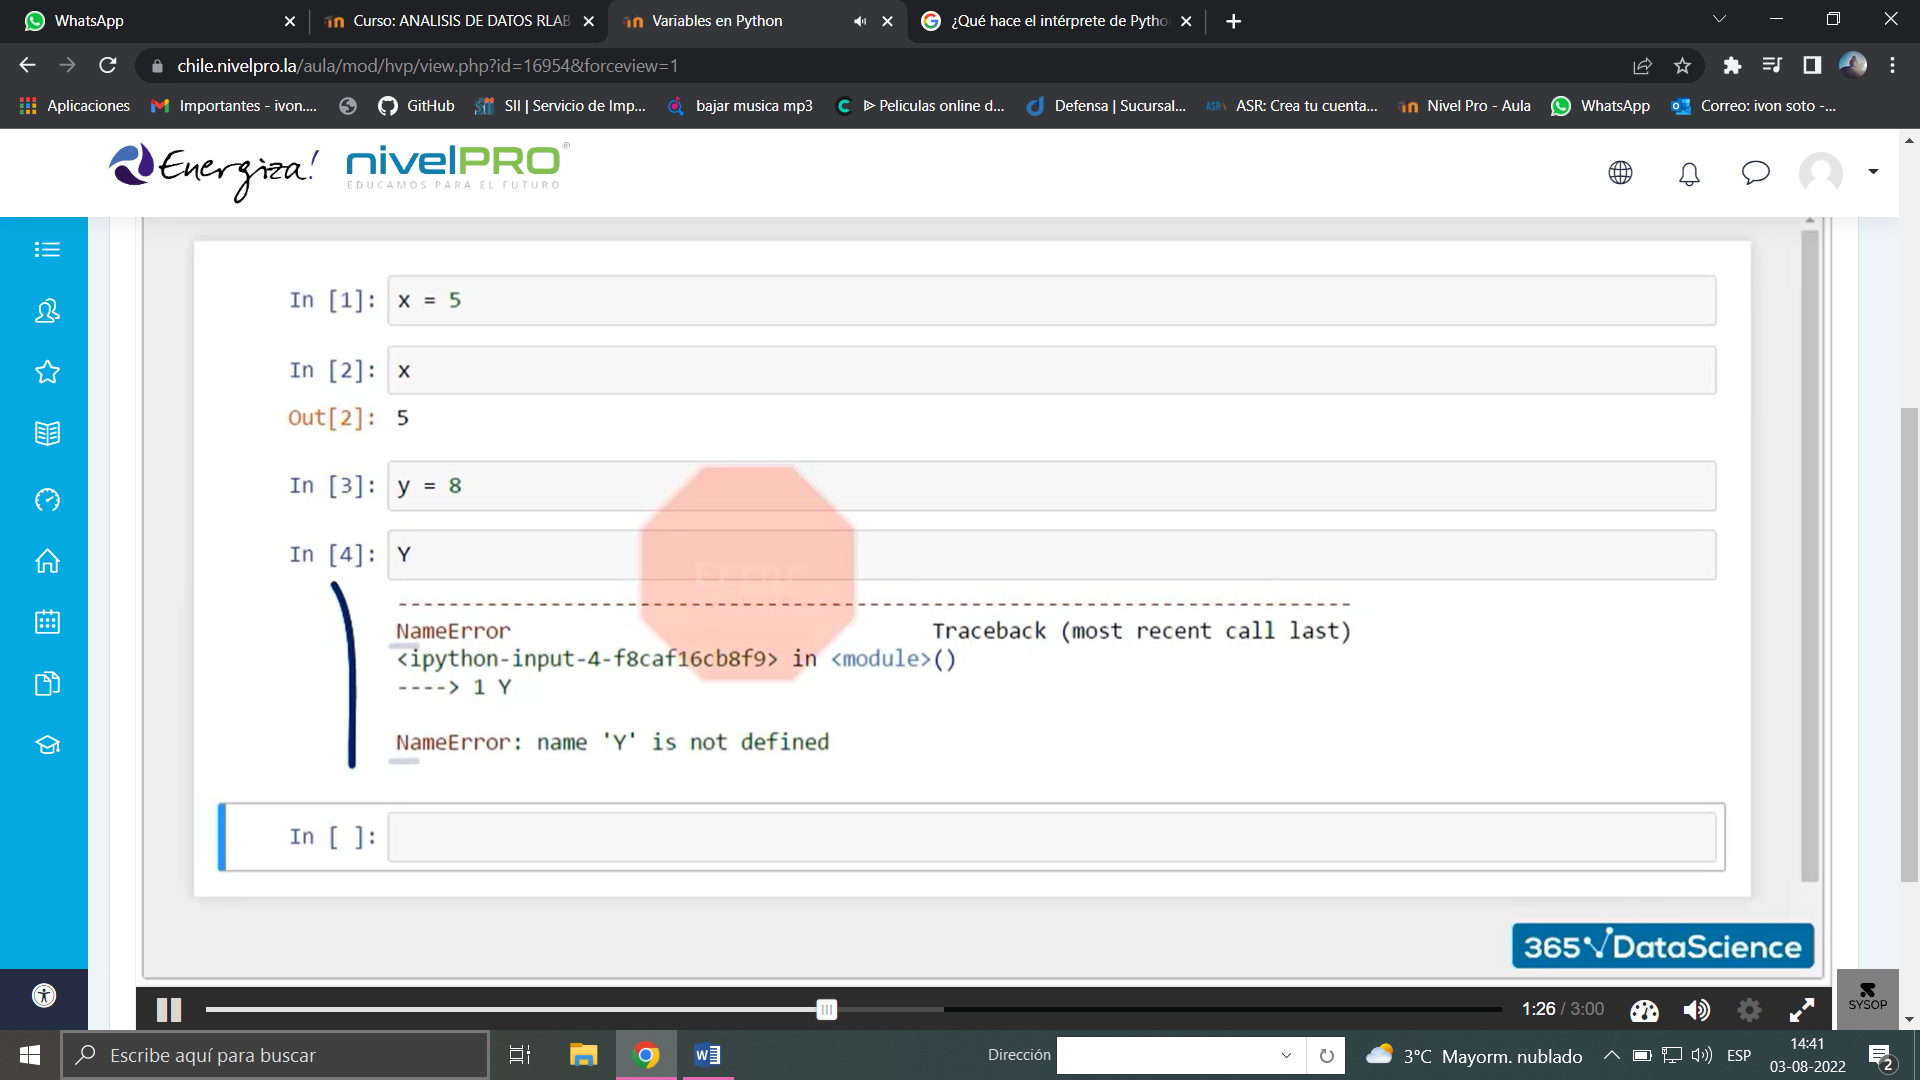 WhatsApp
Curso: ANALISIS DE DATOS RLAB
Variables en Python
¿Qué hace el intérprete de Pytho
chile.nivelpro.la/aula/mod/hvp/view.php?id=16954&forceview=1
Aplicaciones
Importantes - ivon....
GitHub
SII | Servicio de Imp...
bajar musica mp3
Peliculas online d...
Defensa | Sucursal...
ASR: Crea tu cuenta...
Nivel Pro - Aula
WhatsApp
Correo: ivon soto -...
Energiza!
nivelPRO®
EDUCAMOS PARA EL FUTURO
In [1]: x = 5
In [2]: x
Out[2]: 5
In [3]: y = 8
In [4]: Y
Error
---------------------------------------------------------------------------
NameError Traceback (most recent call last)
<ipython-input-4-f8caf16cb8f9> in <module>()
----> 1 Y
NameError: name 'Y' is not defined
In [ ]:
365 DataScience
1:26 / 3:00
SYSOP
Escribe aquí para buscar
Dirección
3°C Mayorm. nublado
ESP
14:41
03-08-2022
2